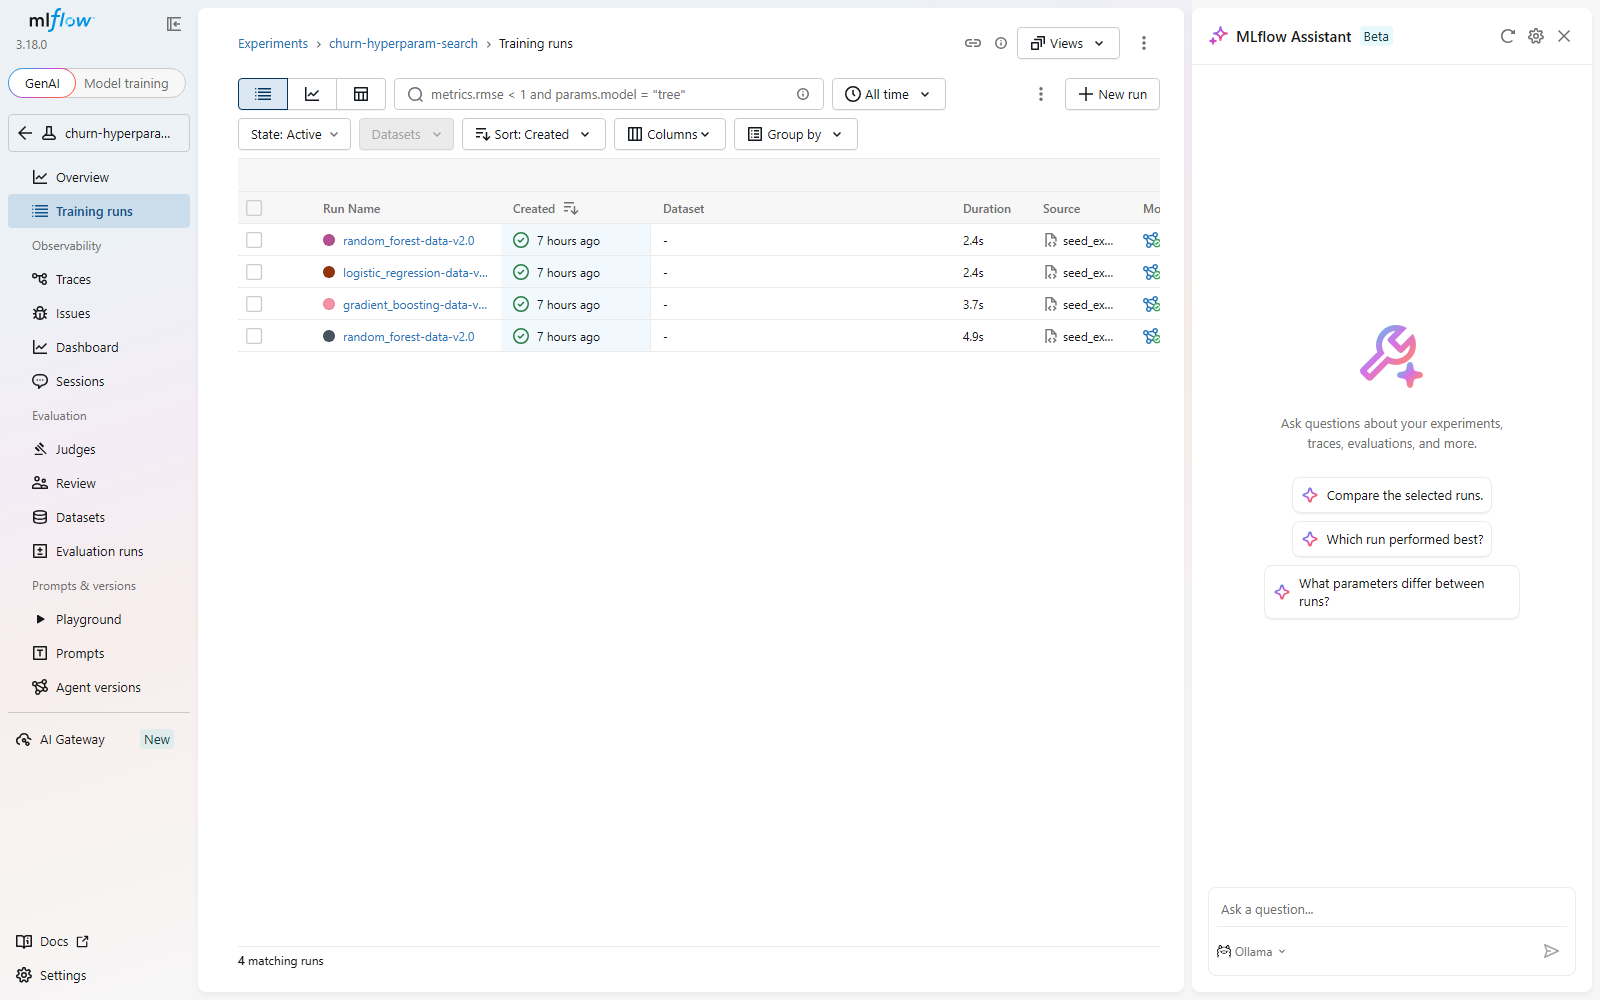 mlflow
3.18.0
GenAI
Model training
churn-hyperpara...
Overview
Training runs
Observability
Traces
Issues
Dashboard
Sessions
Evaluation
Judges
Review
Datasets
Evaluation runs
Prompts & versions
Playground
Prompts
Agent versions
AI Gateway
New
Docs
Settings
Experiments › churn-hyperparam-search › Training runs
Views
metrics.rmse < 1 and params.model = "tree"
All time
New run
State: Active
Datasets
Sort: Created
Columns
Group by
Run Name Created Dataset Duration Source Mo
random_forest-data-v2.0 7 hours ago - 2.4s seed_ex...
logistic_regression-data-v... 7 hours ago - 2.4s seed_ex...
gradient_boosting-data-v... 7 hours ago - 3.7s seed_ex...
random_forest-data-v2.0 7 hours ago - 4.9s seed_ex...
4 matching runs
MLflow Assistant Beta
Ask questions about your experiments,
traces, evaluations, and more.
Compare the selected runs.
Which run performed best?
What parameters differ between
runs?
Ask a question...
Ollama